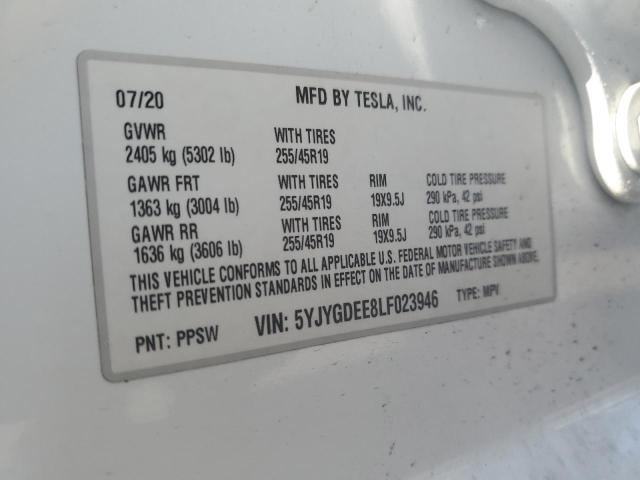 07/20 MFD BY TESLA, INC.
GVWR WITH TIRES
2405 kg (5302 lb) 255/45R19
GAWR FRT WITH TIRES RIM COLD TIRE PRESSURE
1363 kg (3004 lb) 255/45R19 19X9.5J 290 kPa, 42 psi
GAWR RR WITH TIRES RIM COLD TIRE PRESSURE
1636 kg (3606 lb) 255/45R19 19X9.5J 290 kPa, 42 psi
THIS VEHICLE CONFORMS TO ALL APPLICABLE U.S. FEDERAL MOTOR VEHICLE SAFETY AND
THEFT PREVENTION STANDARDS IN EFFECT ON THE DATE OF MANUFACTURE SHOWN ABOVE.
PNT: PPSW VIN: 5YJYGDEE8LF023946 TYPE: MPV